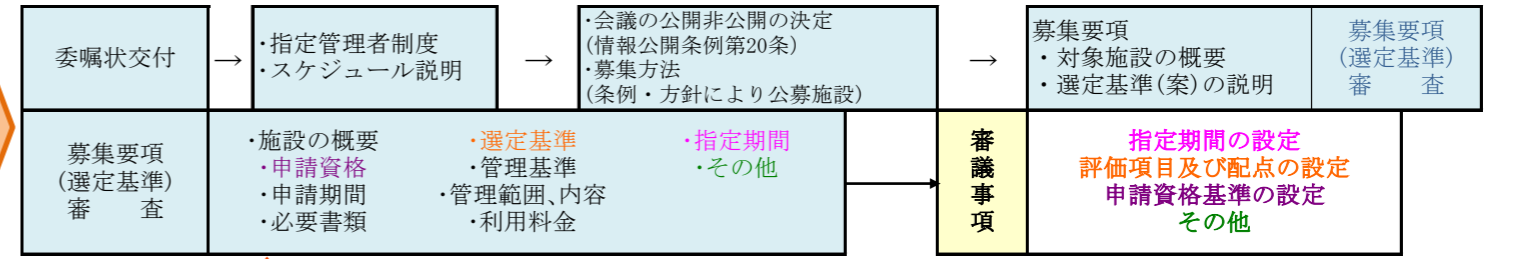 委嘱状交付
→
・指定管理者制度
・スケジュール説明
→
・会議の公開非公開の決定
(情報公開条例第20条)
・募集方法
(条例・方針により公募施設)
→
募集要項
・対象施設の概要
・選定基準(案)の説明
募集要項
(選定基準)
審　　査
募集要項
(選定基準)
審　　査
・施設の概要　・選定基準　・指定期間
・申請資格　・管理基準　・その他
・申請期間　・管理範囲、内容
・必要書類　・利用料金
審議事項
指定期間の設定
評価項目及び配点の設定
申請資格基準の設定
その他